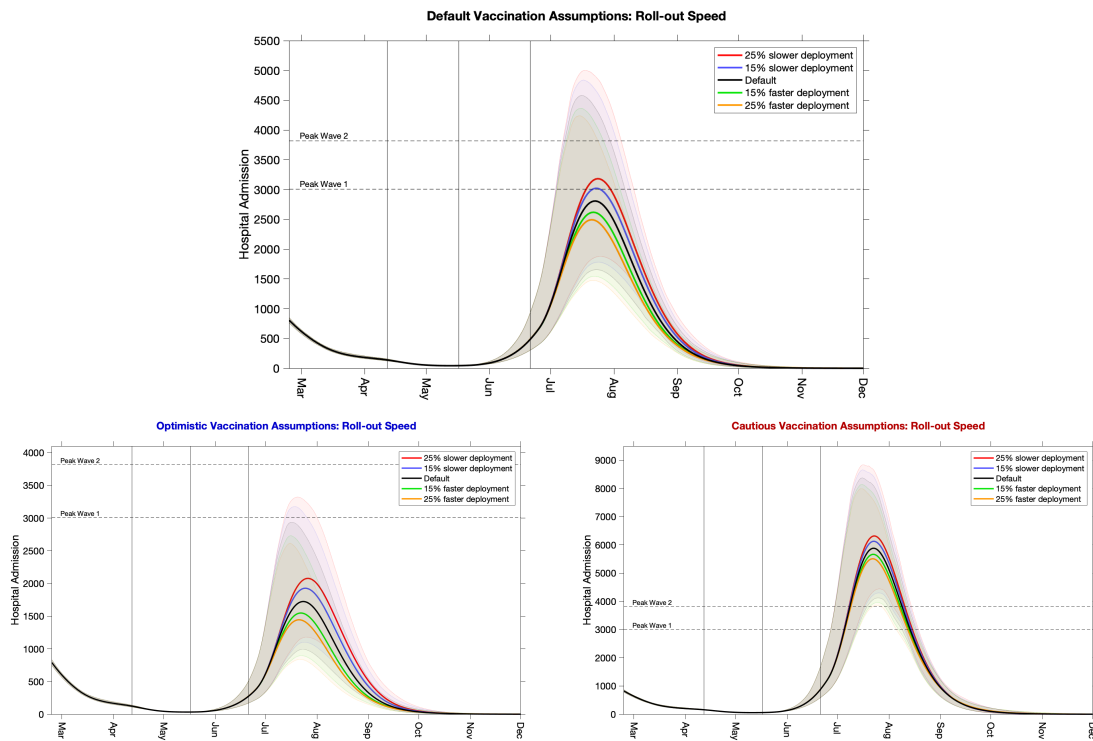 Default Vaccination Assumptions: Roll-out Speed
5500
5000
4500
4000
3500
3000
2500
2000
1500
1000
500
0
Hospital Admission
Peak Wave 2
Peak Wave 1
25% slower deployment
15% slower deployment
Default
15% faster deployment
25% faster deployment
Mar
Apr
May
Jun
Jul
Aug
Sep
Oct
Nov
Dec
Optimistic Vaccination Assumptions: Roll-out Speed
4000
3500
3000
2500
2000
1500
1000
500
0
Hospital Admission
Peak Wave 2
Peak Wave 1
25% slower deployment
15% slower deployment
Default
15% faster deployment
25% faster deployment
Mar
Apr
May
Jun
Jul
Aug
Sep
Oct
Nov
Dec
Cautious Vaccination Assumptions: Roll-out Speed
9000
8000
7000
6000
5000
4000
3000
2000
1000
0
Hospital Admission
Peak Wave 2
Peak Wave 1
25% slower deployment
15% slower deployment
Default
15% faster deployment
25% faster deployment
Mar
Apr
May
Jun
Jul
Aug
Sep
Oct
Nov
Dec